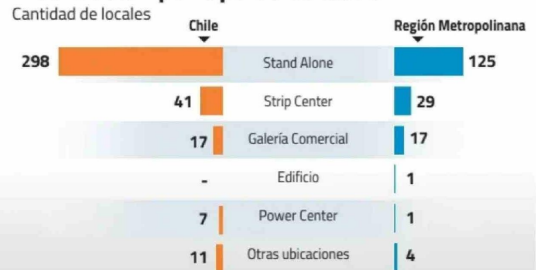 Cantidad de locales
Chile Región Metropolinana
298 Stand Alone 125
41 Strip Center 29
17 Galería Comercial 17
- Edificio 1
7 Power Center 1
11 Otras ubicaciones 4